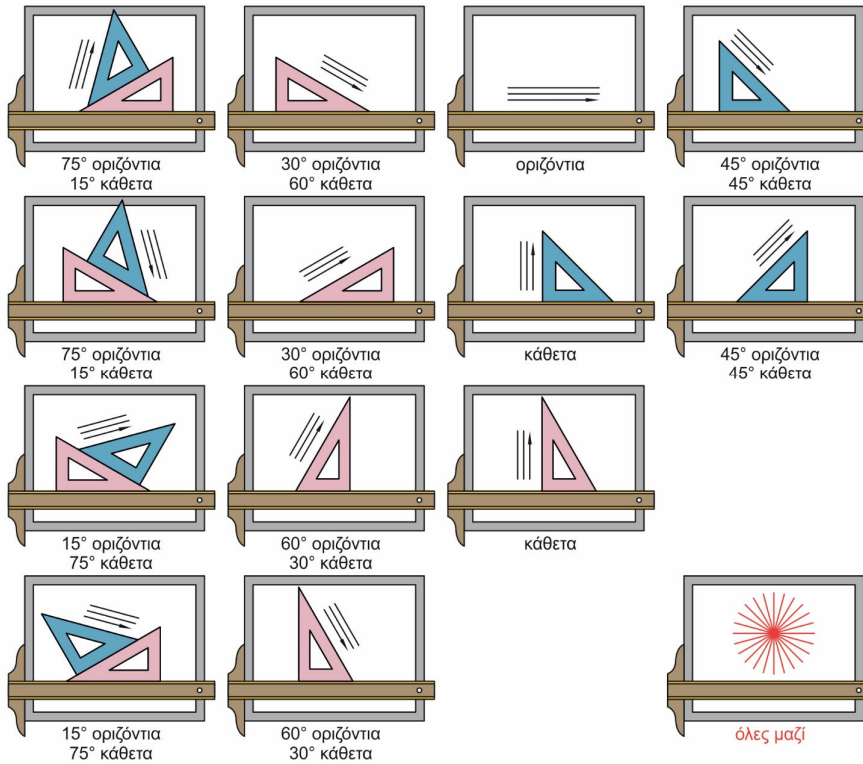 75° οριζόντια
15° κάθετα
30° οριζόντια
60° κάθετα
οριζόντια
45° οριζόντια
45° κάθετα
75° οριζόντια
15° κάθετα
30° οριζόντια
60° κάθετα
κάθετα
45° οριζόντια
45° κάθετα
15° οριζόντια
75° κάθετα
60° οριζόντια
30° κάθετα
κάθετα
15° οριζόντια
75° κάθετα
60° οριζόντια
30° κάθετα
όλες μαζί